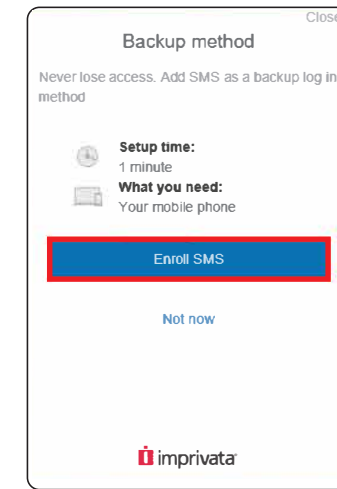 Close
Backup method
Never lose access. Add SMS as a backup log in
method
Setup time:
1 minute
What you need:
Your mobile phone
Enroll SMS
Not now
imprivata